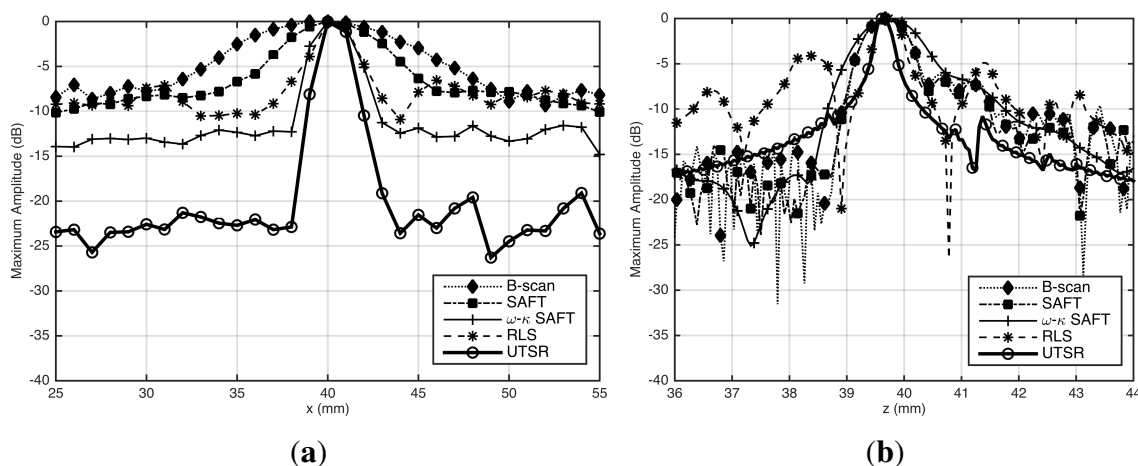 0
-5
-10
-15
-20
-25
-30
-35
-40
Maximum Amplitude (dB)
25 30 35 40 45 50 55
x (mm)
B-scan
SAFT
ω-κ SAFT
RLS
UTSR
(a)
0
-5
-10
-15
-20
-25
-30
-35
-40
Maximum Amplitude (dB)
36 37 38 39 40 41 42 43 44
z (mm)
B-scan
SAFT
ω-κ SAFT
RLS
UTSR
(b)